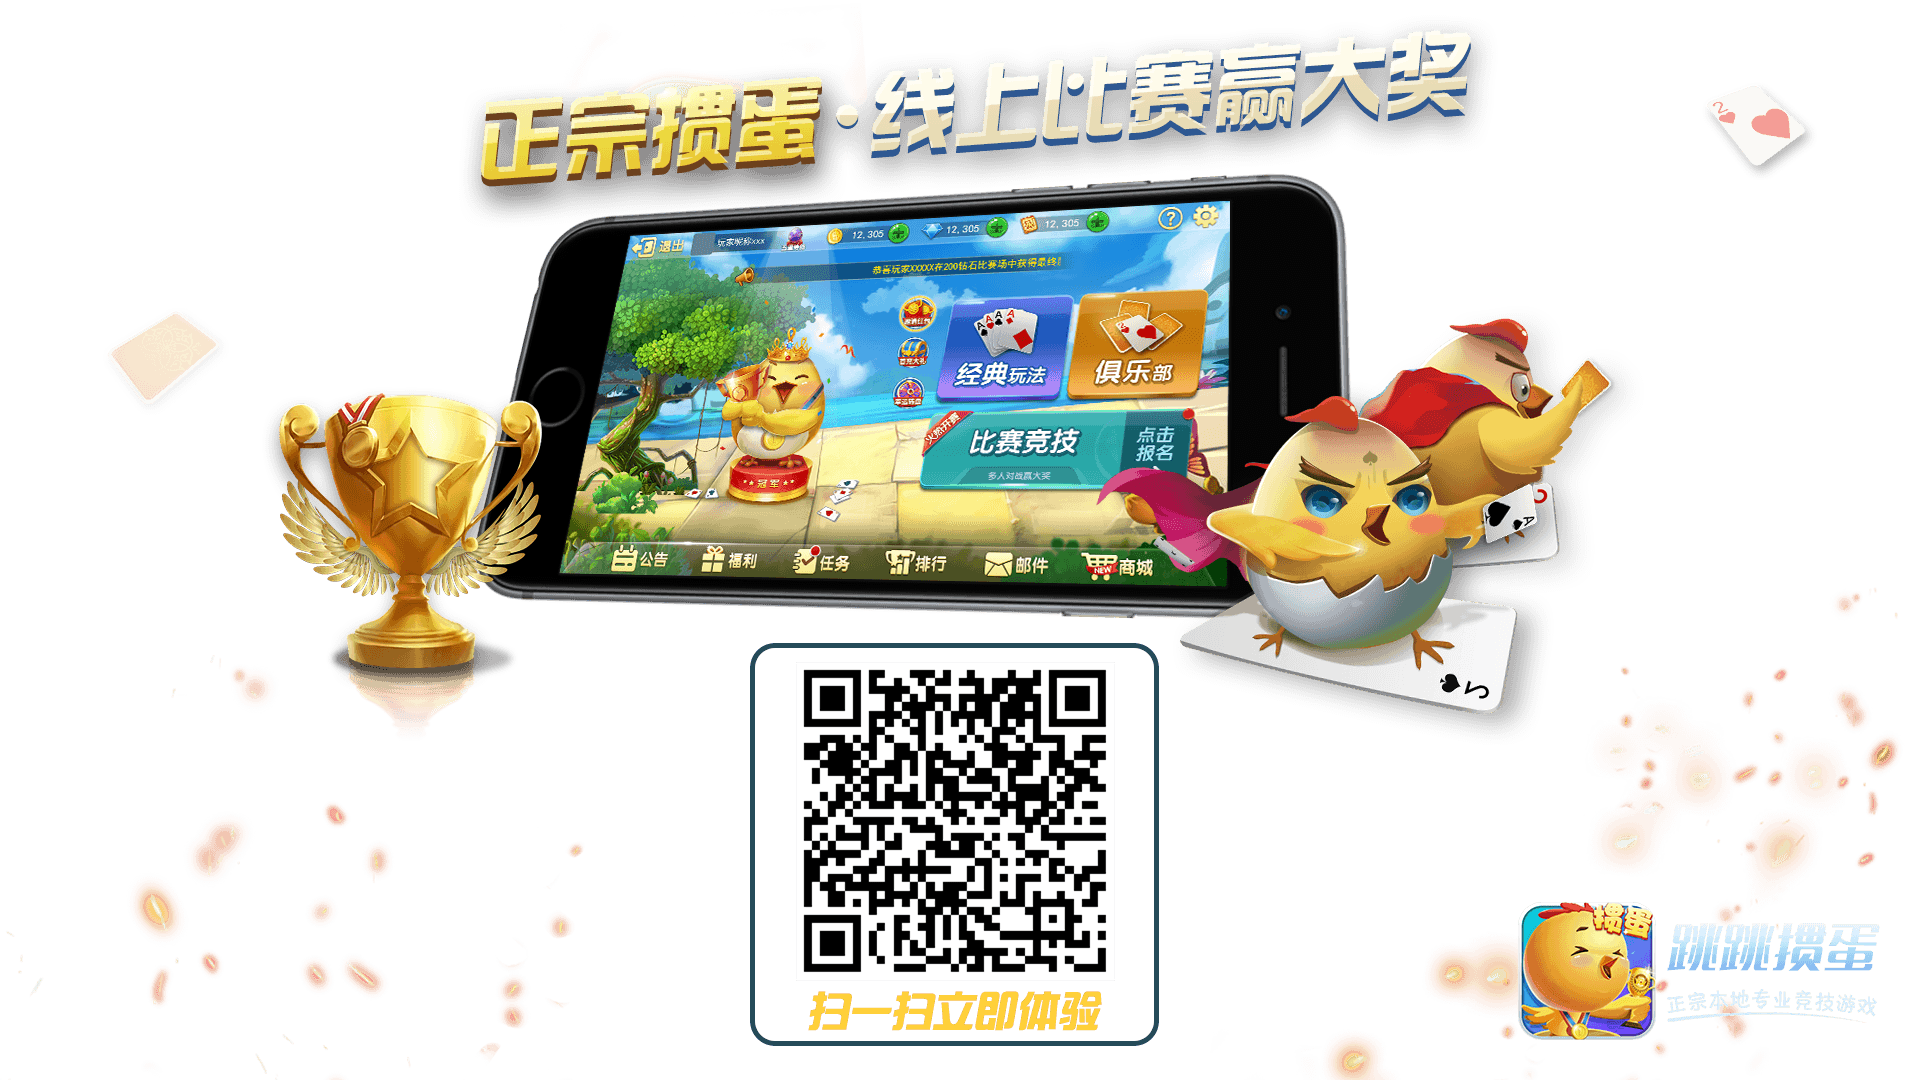 正宗掼蛋·线上比赛赢大奖
退出
玩家昵称xxx
12,305
12,305
12,305
?
恭喜玩家XXXXX在200钻石比赛场中获得最终
经典玩法
俱乐部
火热开赛
比赛竞技
点击
报名
多人对战赢大奖
冠军
公告
福利
任务
排行
邮件
NEW
商城
扫一扫立即体验
掼蛋
跳跳掼蛋
正宗本地专业竞技游戏